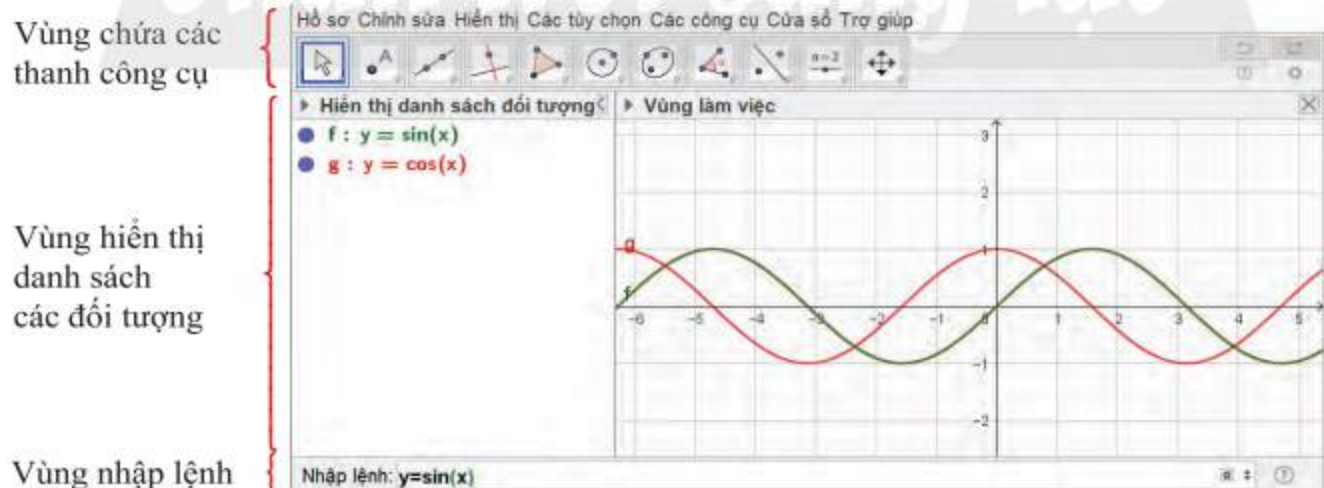 Vùng chứa các
thanh công cụ
Hồ sơ Chỉnh sửa Hiển thị Các tùy chọn Các công cụ Cửa sổ Trợ giúp
A
a=2
Hiển thị danh sách đối tượng
Vùng làm việc
f : y = sin(x)
g : y = cos(x)
Vùng hiển thị
danh sách
các đối tượng
3
2
1
g
f
-6 -5 -4 -3 -2 -1 0 1 2 3 4 5
-1
-2
Vùng nhập lệnh
Nhập lệnh: y=sin(x)